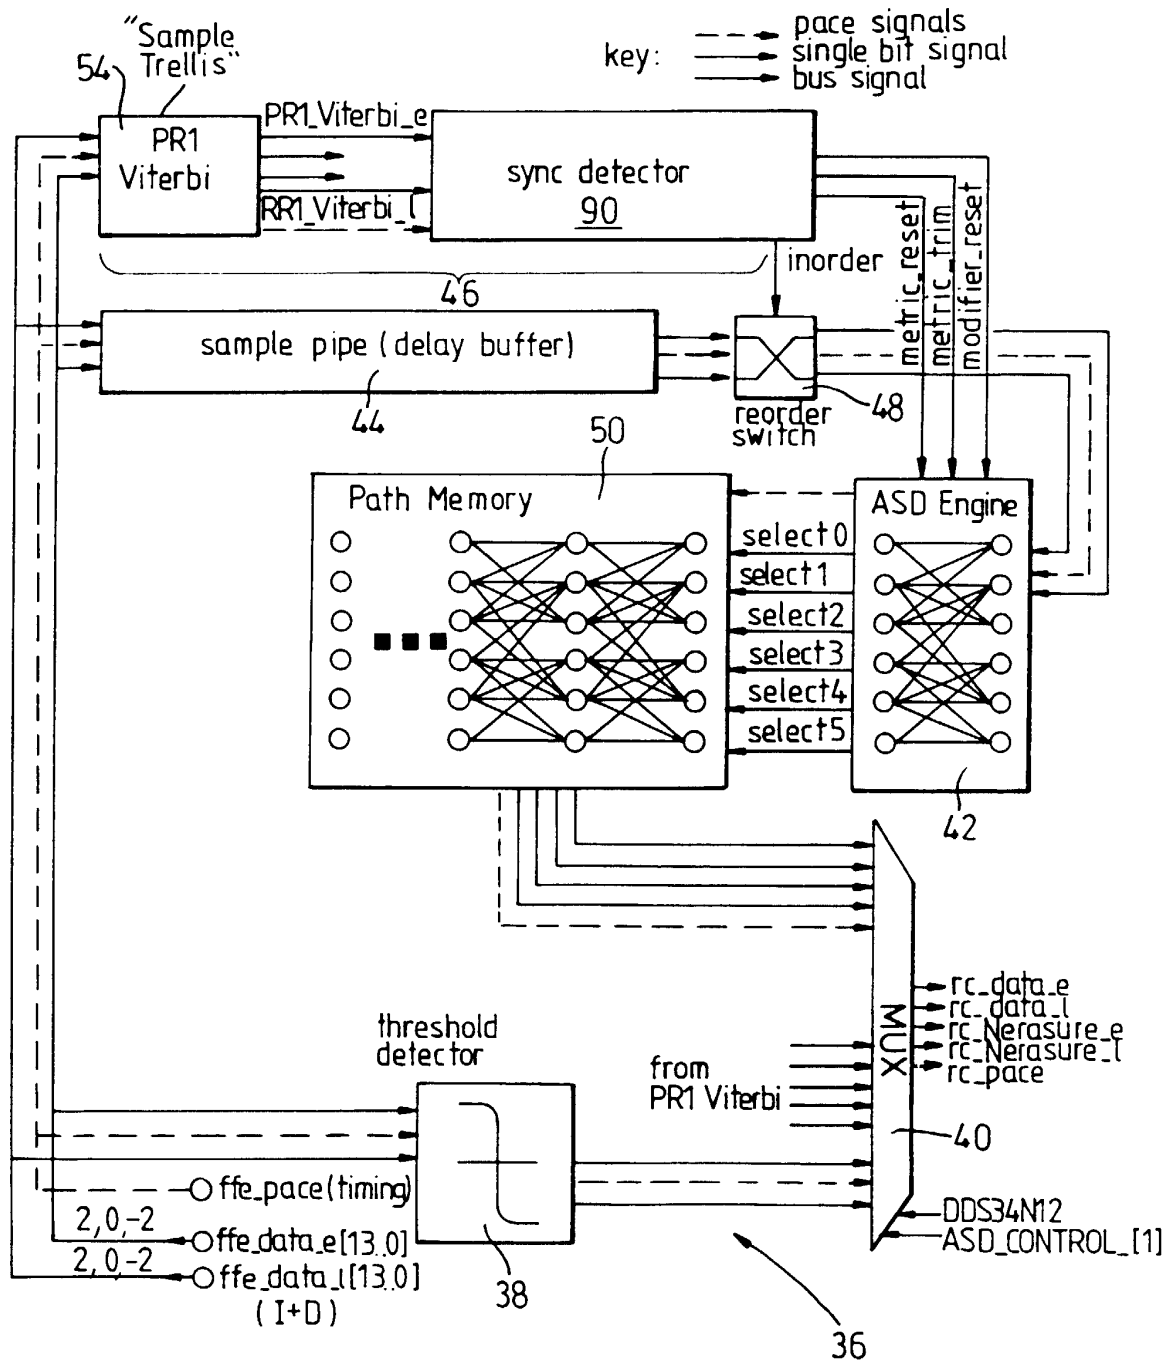 "Sample
Trellis"
54
key:
pace signals
single bit signal
bus signal
PR1
Viterbi
PR1_Viterbi_e
RR1_Viterbi_l
sync detector
90
46
inorder
metric_reset
metric_trim
modifier_reset
sample pipe (delay buffer)
44
48
reorder
switch
50
Path Memory
ASD Engine
select0
select1
select2
select3
select4
select5
42
MUX
rc_data_e
rc_data_l
rc_Nerasure_e
rc_Nerasure_l
rc_pace
threshold
detector
from
PR1 Viterbi
40
ffe_pace(timing)
2,0,-2
ffe_data_e[13.0]
2,0,-2
ffe_data_l[13.0]
(I+D)
38
DDS34N12
ASD_CONTROL_[1]
36